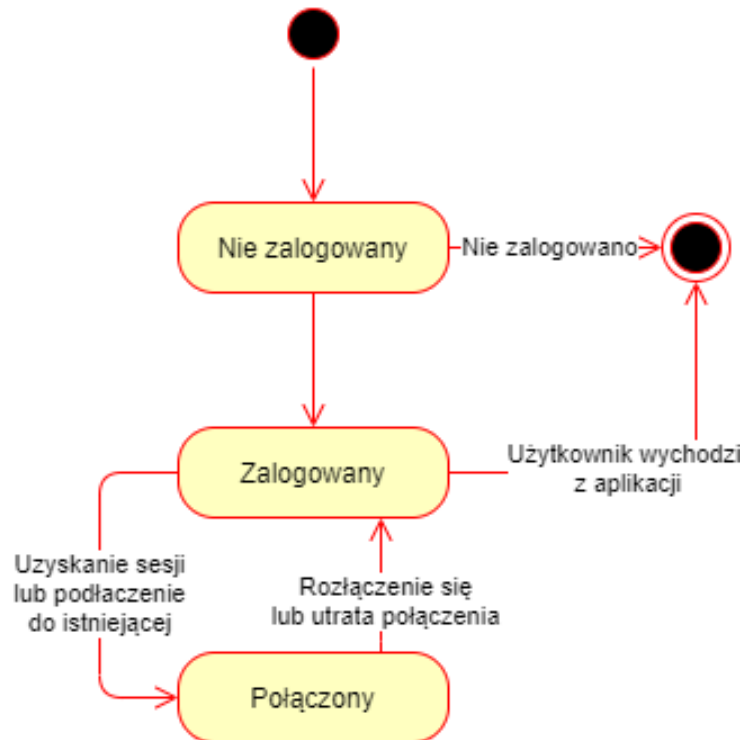 Nie zalogowany
Nie zalogowano
Zalogowany
Użytkownik wychodzi
z aplikacji
Uzyskanie sesji
lub podłaczenie
do istniejącej
Rozłączenie się
lub utrata połączenia
Połączony